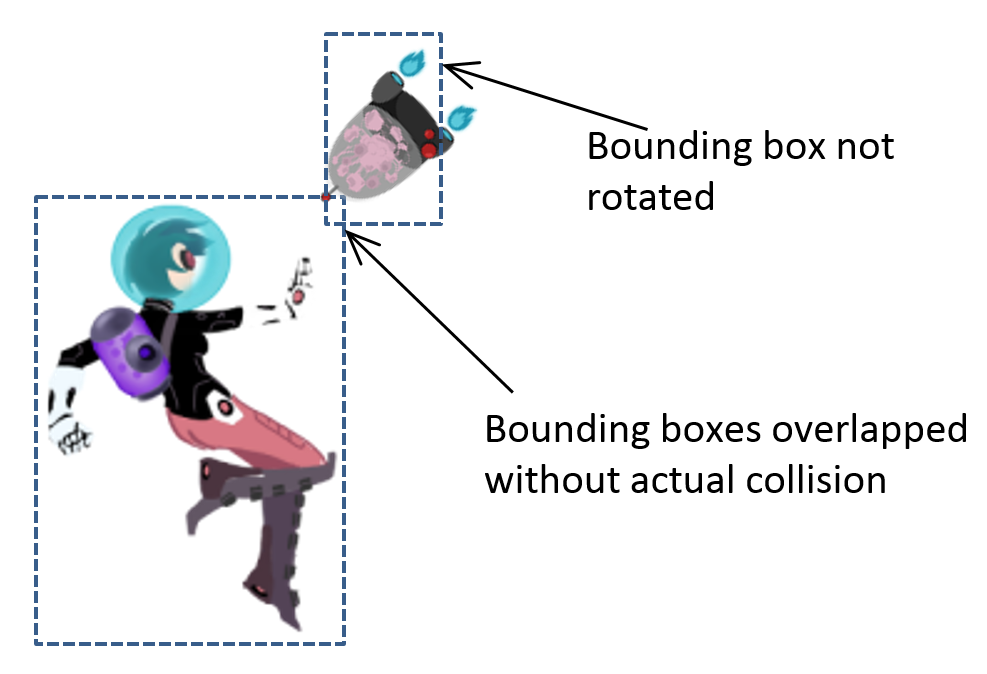 Bounding box not
rotated
Bounding boxes overlapped
without actual collision